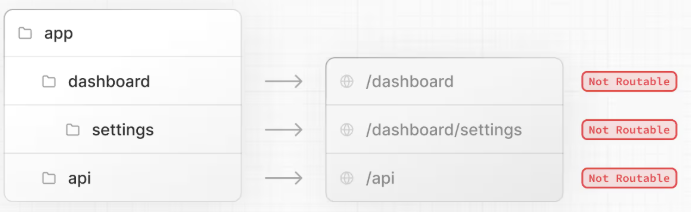 app
dashboard /dashboard Not Routable
settings /dashboard/settings Not Routable
api /api Not Routable